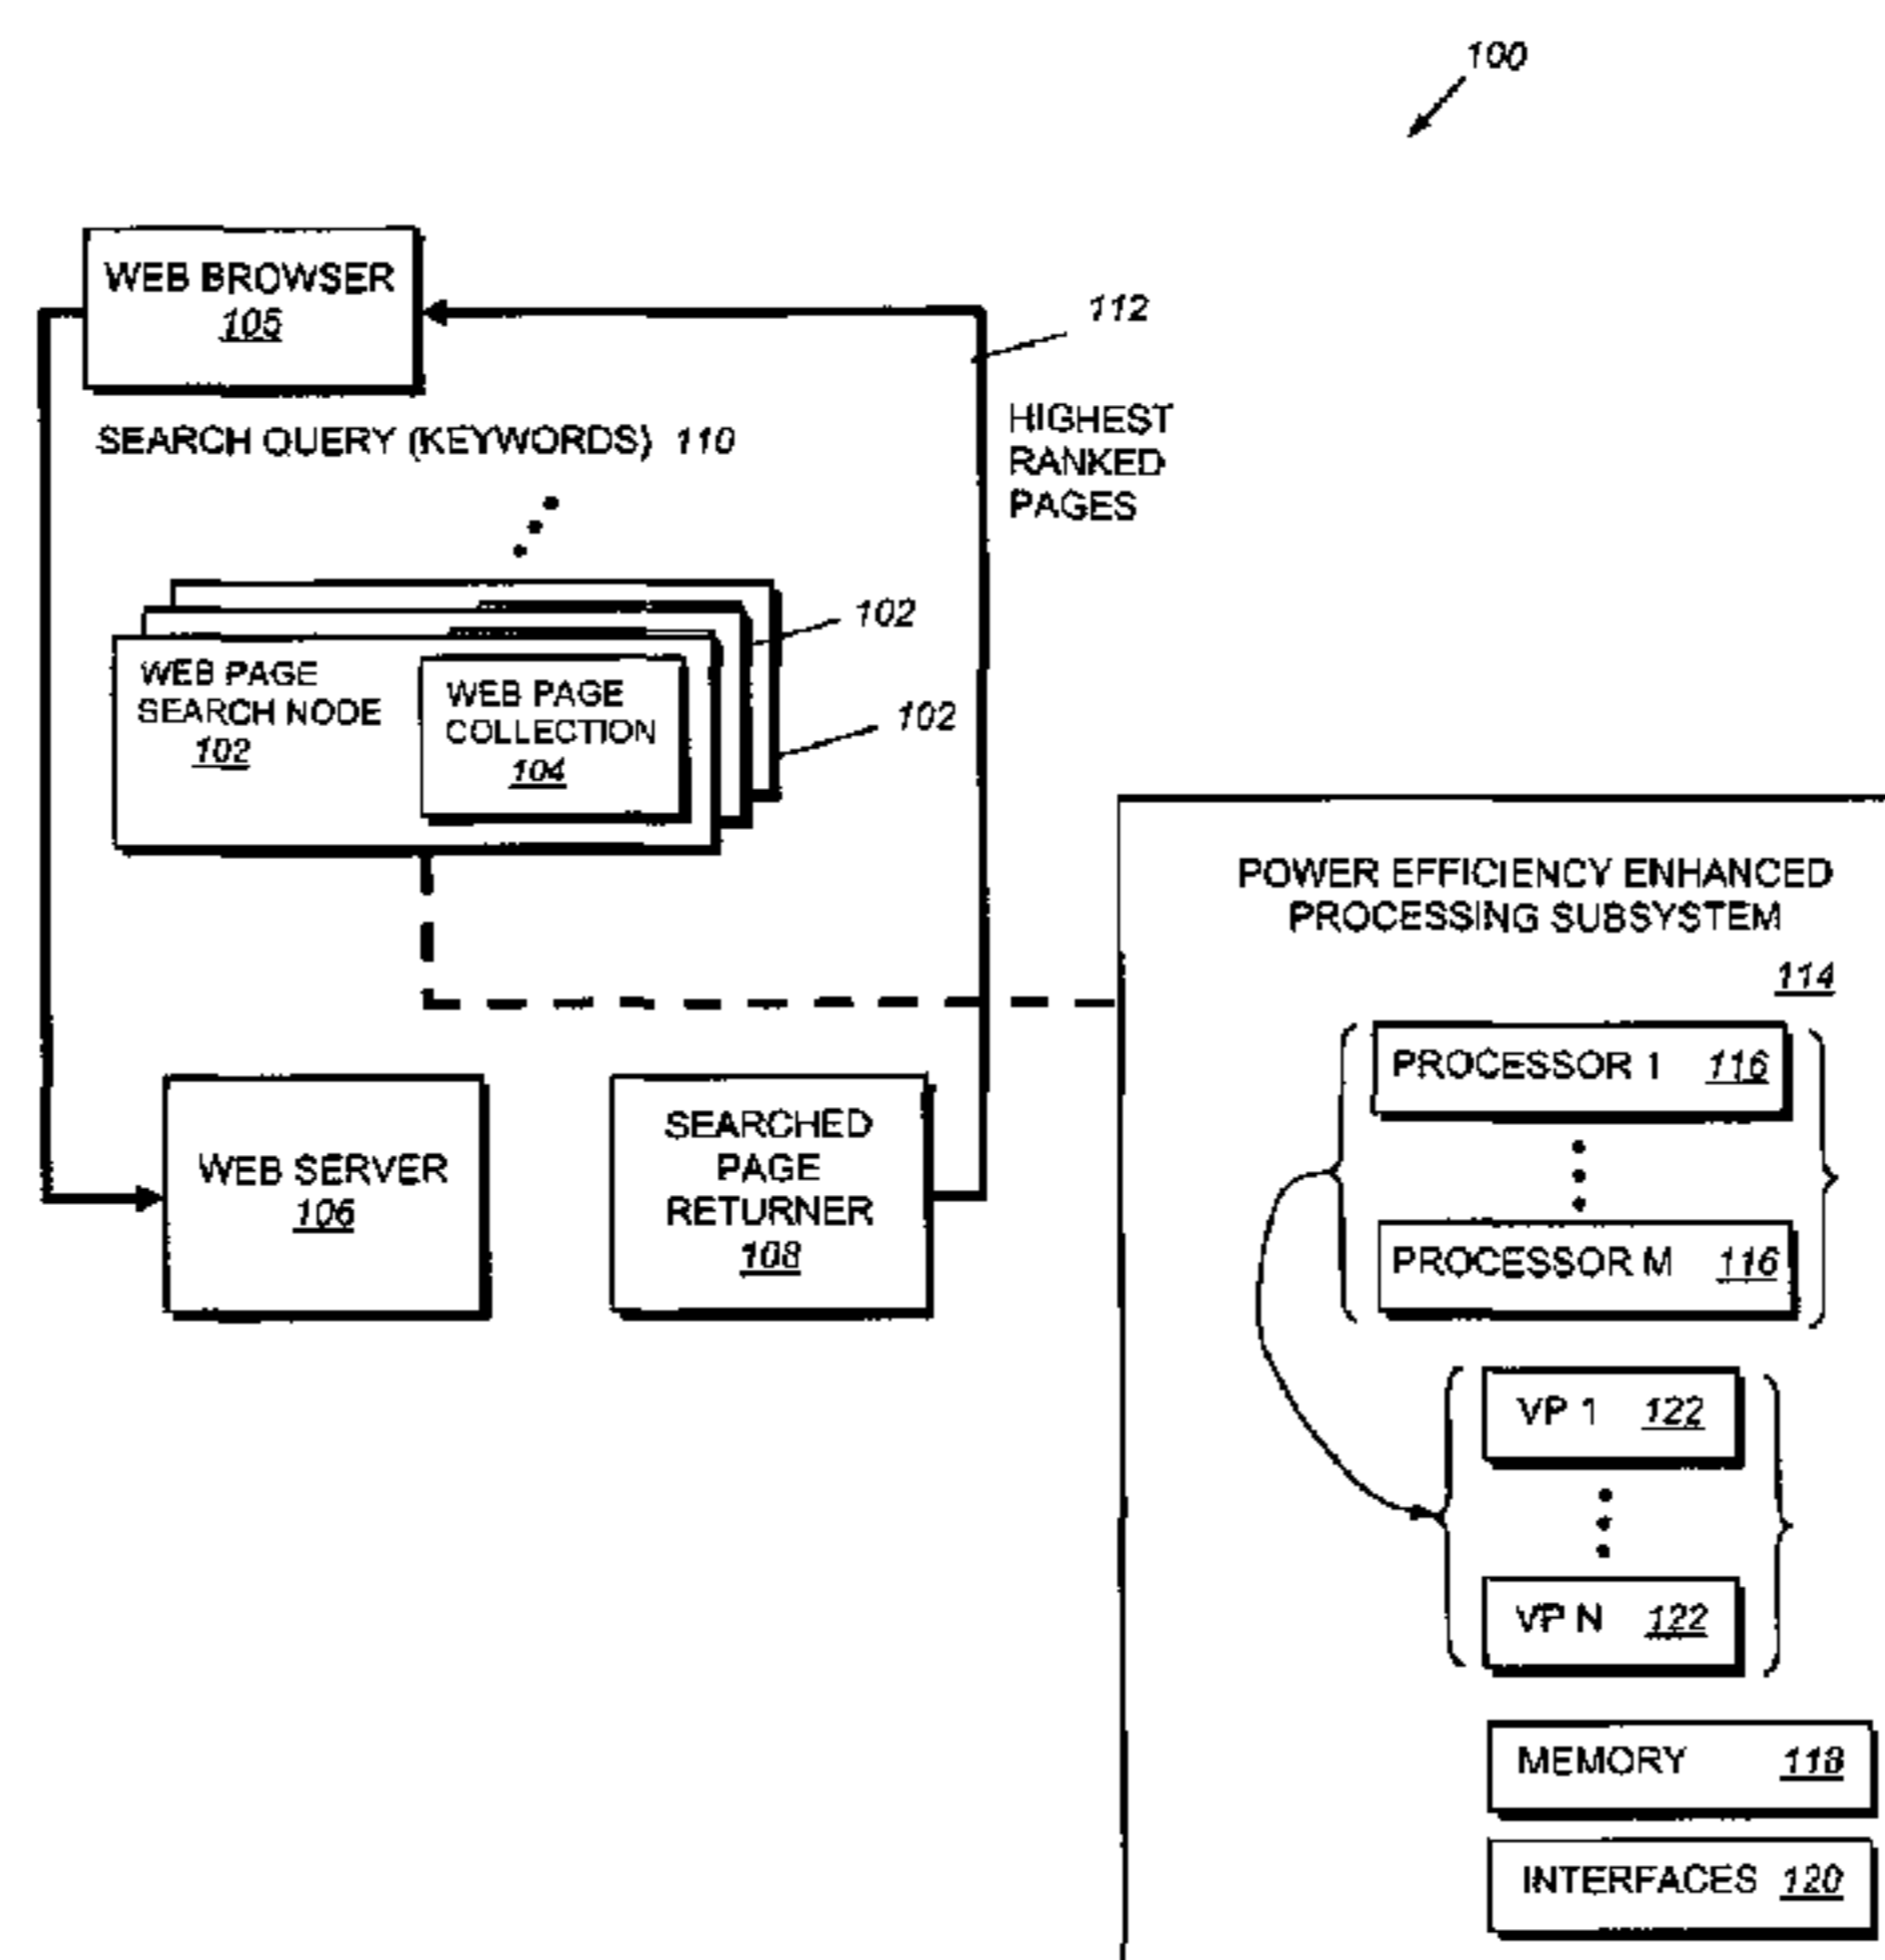 100
WEB BROWSER
105
112
SEARCH QUERY (KEYWORDS) 110
HIGHEST
RANKED
PAGES
102
WEB PAGE
SEARCH NODE
102
WEB PAGE
COLLECTION
104
102
POWER EFFICIENCY ENHANCED
PROCESSING SUBSYSTEM
114
PROCESSOR 1 116
PROCESSOR M 116
WEB SERVER
106
SEARCHED
PAGE
RETURNER
108
VP 1 122
VP N 122
MEMORY 118
INTERFACES 120